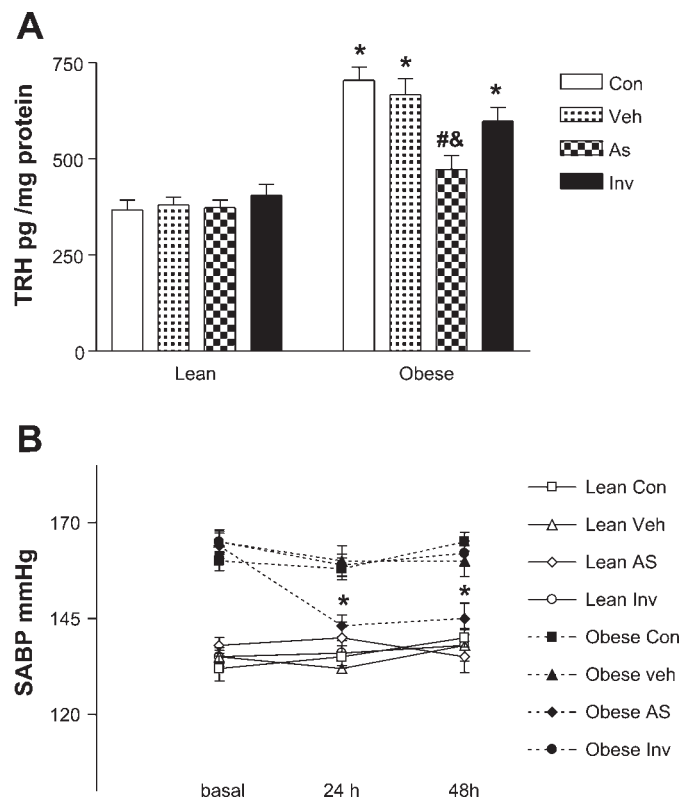 A
TRH pg /mg protein
750
500
250
0
* * #& *
Lean Obese
Con
Veh
As
Inv
B
SABP mmHg
170
145
120
* *
basal 24 h 48h
Lean Con
Lean Veh
Lean AS
Lean Inv
Obese Con
Obese veh
Obese AS
Obese Inv